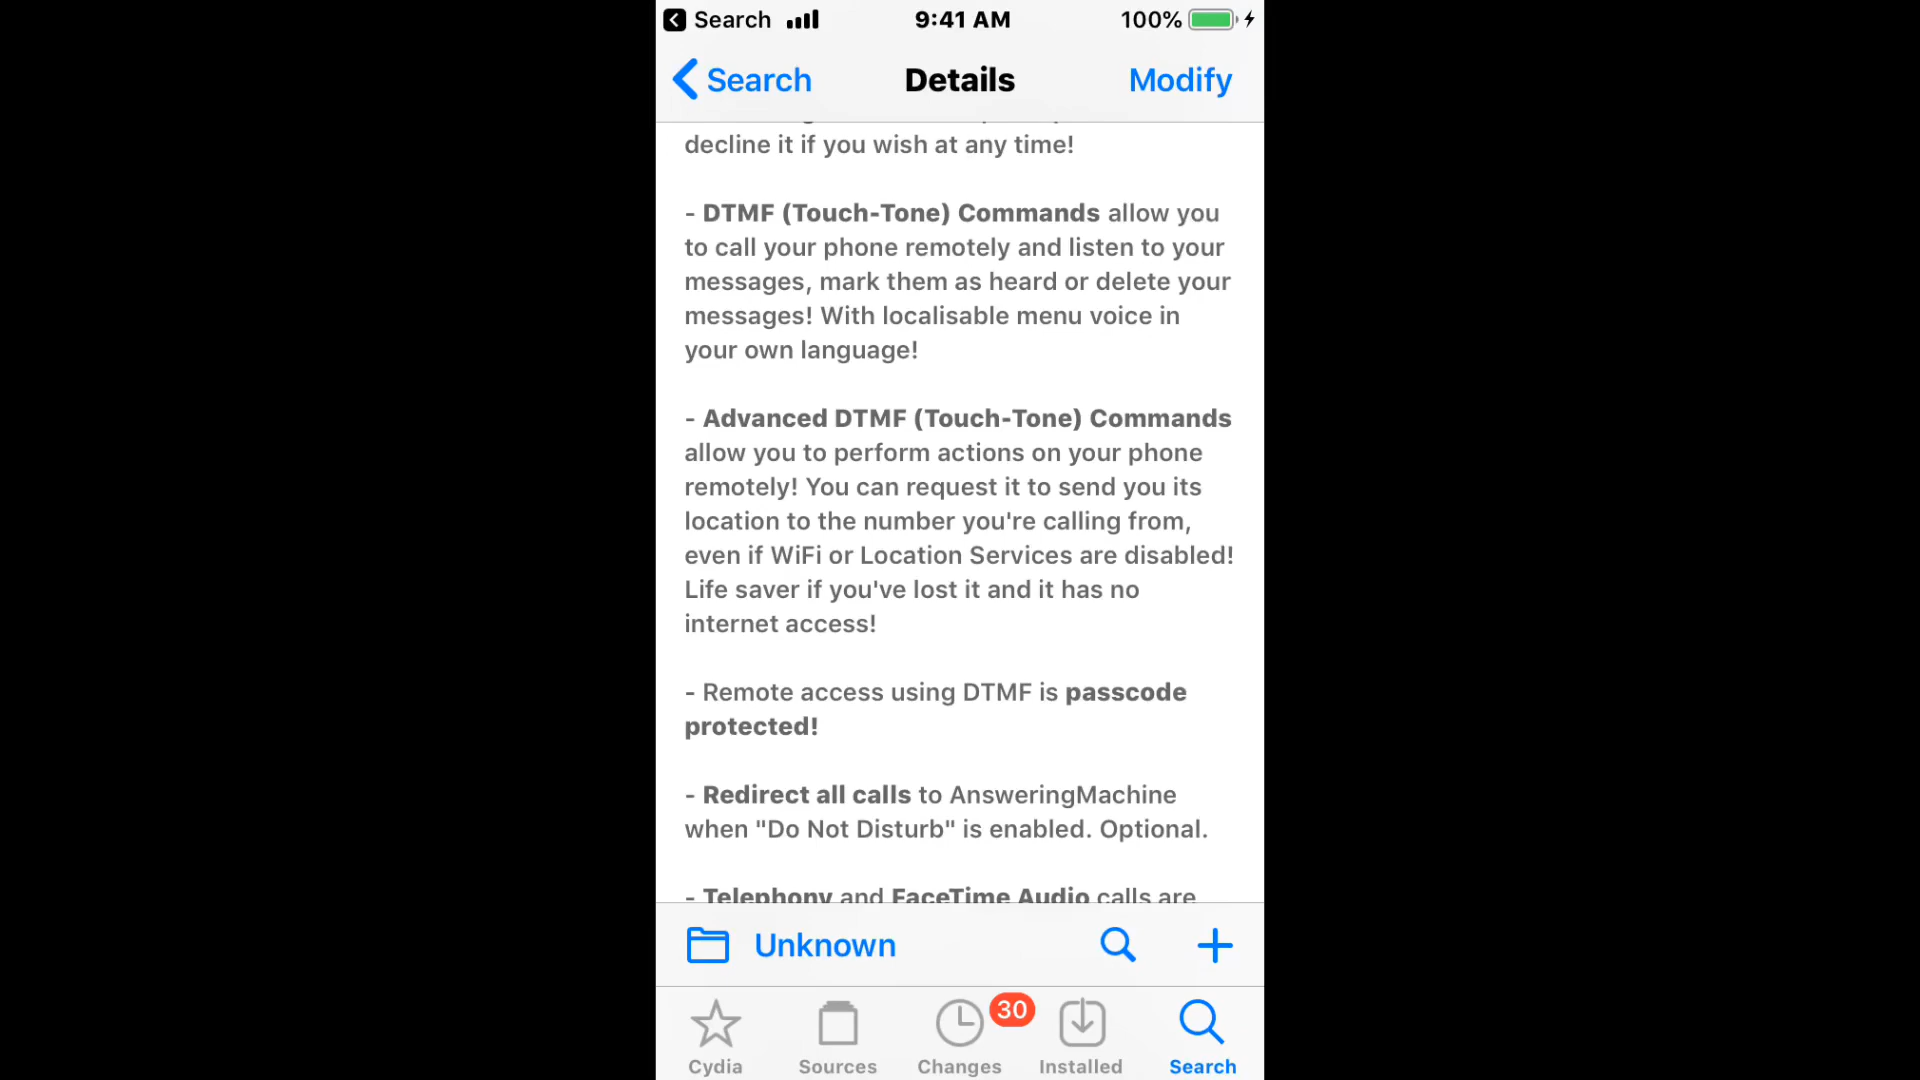 Search
9:41 AM
100%
Search
Details
Modify
decline it if you wish at any time!
- DTMF (Touch-Tone) Commands allow you
to call your phone remotely and listen to your
messages, mark them as heard or delete your
messages! With localisable menu voice in
your own language!
- Advanced DTMF (Touch-Tone) Commands
allow you to perform actions on your phone
remotely! You can request it to send you its
location to the number you're calling from,
even if WiFi or Location Services are disabled!
Life saver if you've lost it and it has no
internet access!
- Remote access using DTMF is passcode
protected!
- Redirect all calls to AnsweringMachine
when "Do Not Disturb" is enabled. Optional.
- Telephony and FaceTime Audio calls are
Unknown
30
Cydia
Sources
Changes
Installed
Search